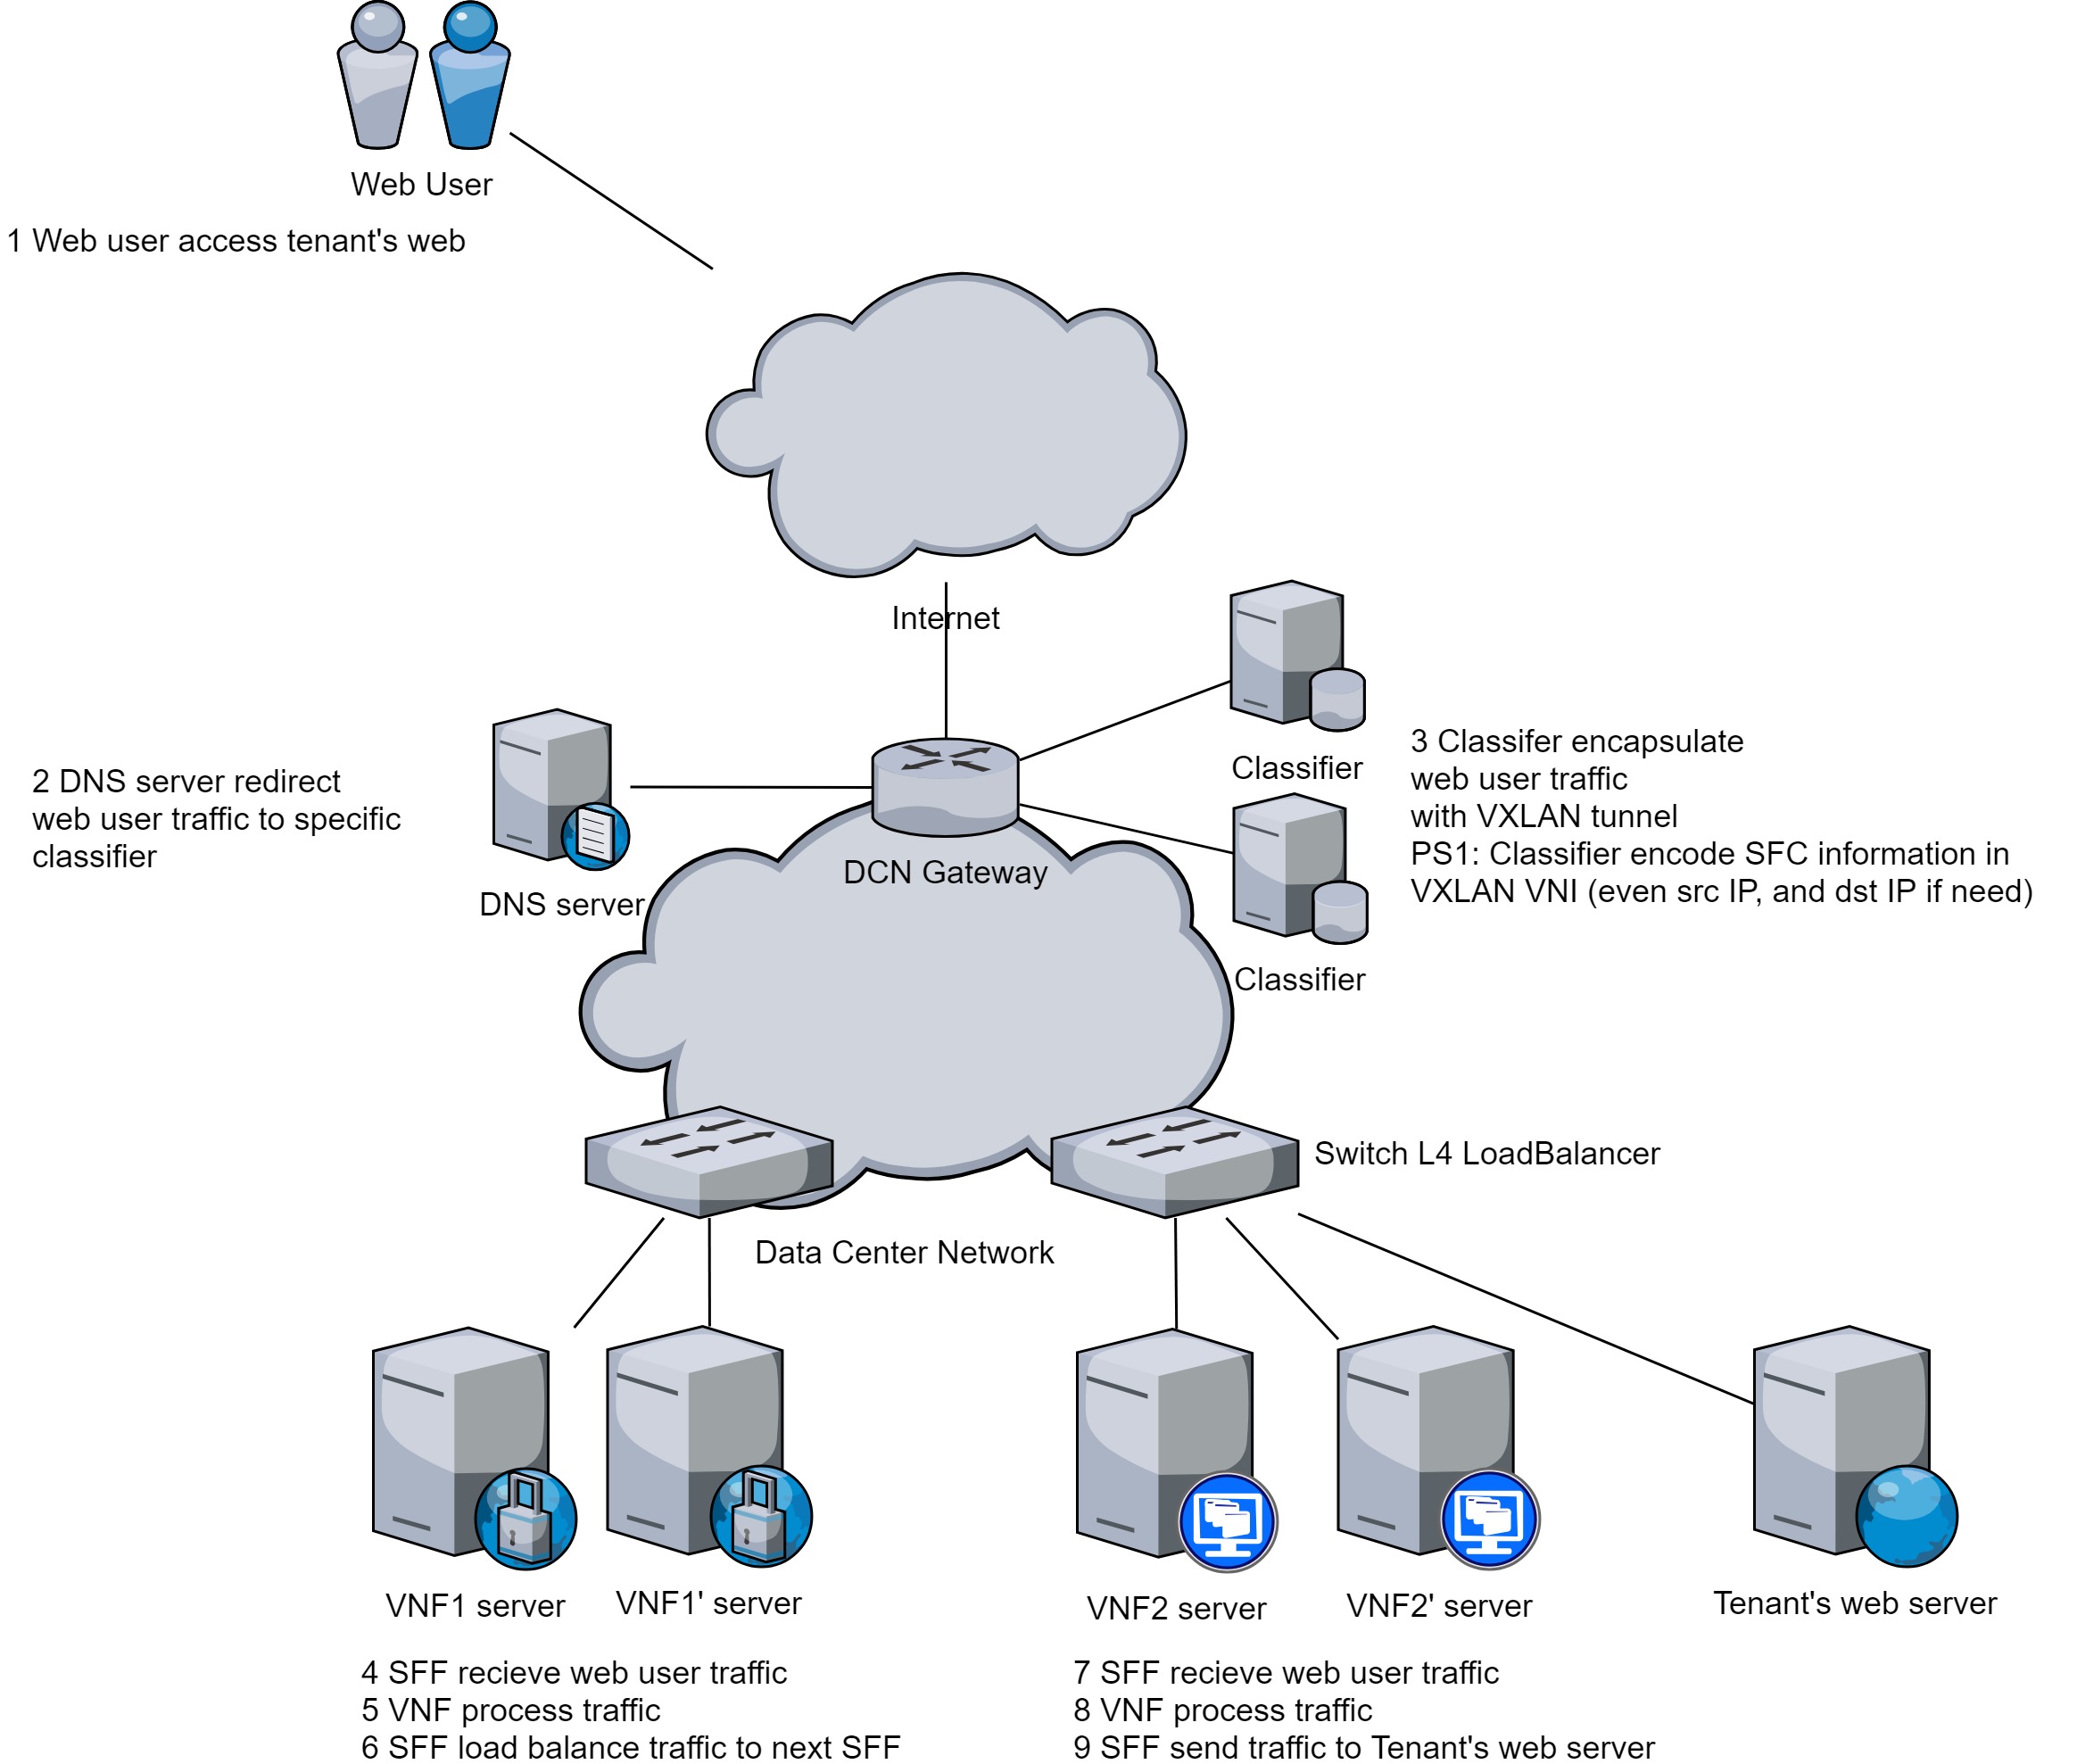 Web User
1 Web user access tenant's web
Internet
Classifier
3 Classifer encapsulate
web user traffic
with VXLAN tunnel
PS1: Classifier encode SFC information in
VXLAN VNI (even src IP, and dst IP if need)
2 DNS server redirect
web user traffic to specific
classifier
DNS server
DCN Gateway
Classifier
Switch L4 LoadBalancer
Data Center Network
VNF1 server
VNF1' server
VNF2 server
VNF2' server
Tenant's web server
4 SFF recieve web user traffic
5 VNF process traffic
6 SFF load balance traffic to next SFF
7 SFF recieve web user traffic
8 VNF process traffic
9 SFF send traffic to Tenant's web server